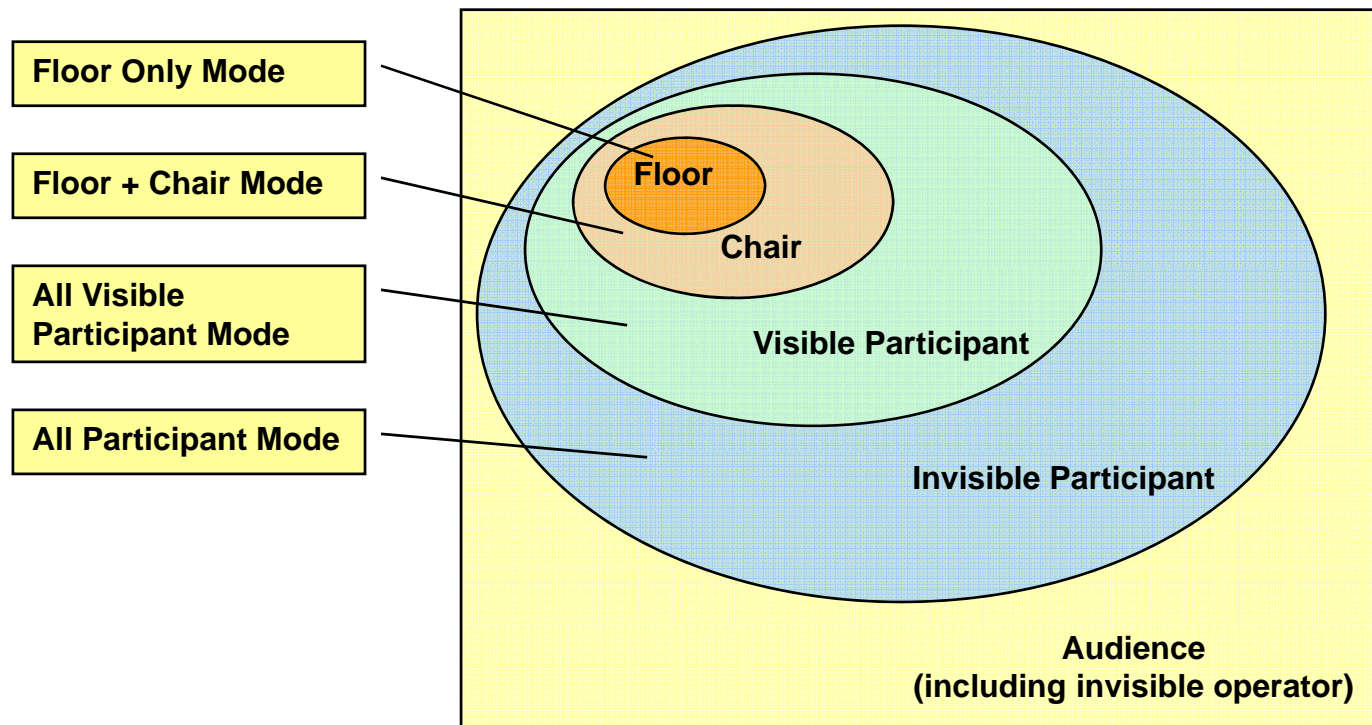 Floor Only Mode
Floor + Chair Mode
All Visible
Participant Mode
All Participant Mode
Floor
Chair
Visible Participant
Invisible Participant
Audience
(including invisible operator)